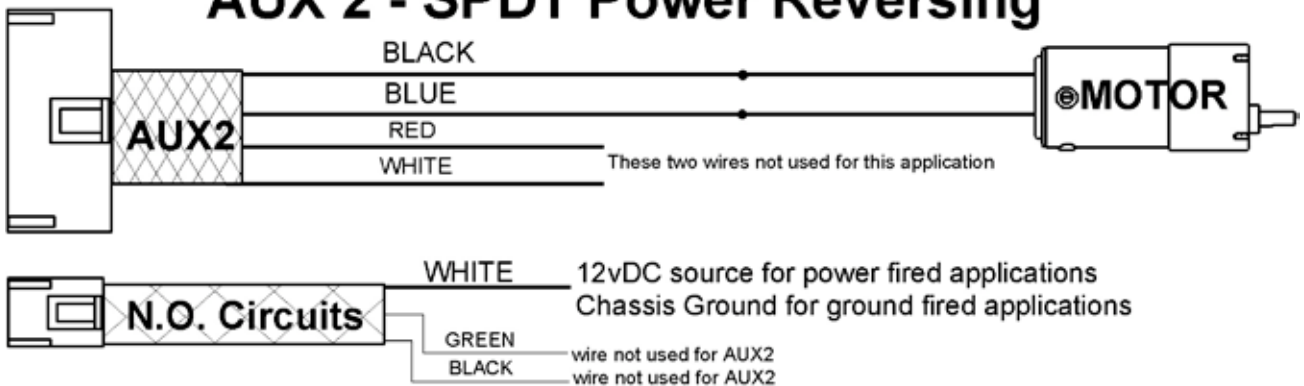 AUX 2 - SPDT Power Reversing
BLACK
BLUE
RED
WHITE
AUX2
These two wires not used for this application
MOTOR
WHITE
12vDC source for power fired applications
Chassis Ground for ground fired applications
N.O. Circuits
GREEN
wire not used for AUX2
BLACK
wire not used for AUX2